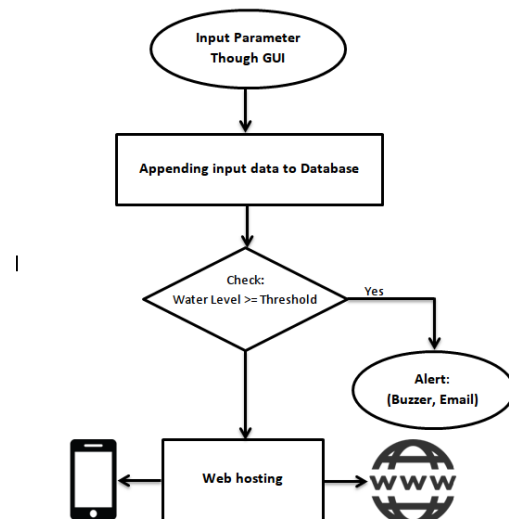 Input Parameter
Though GUI
Appending input data to Database
Check:
Water Level >= Threshold
Yes
Alert:
(Buzzer, Email)
Web hosting
WWW